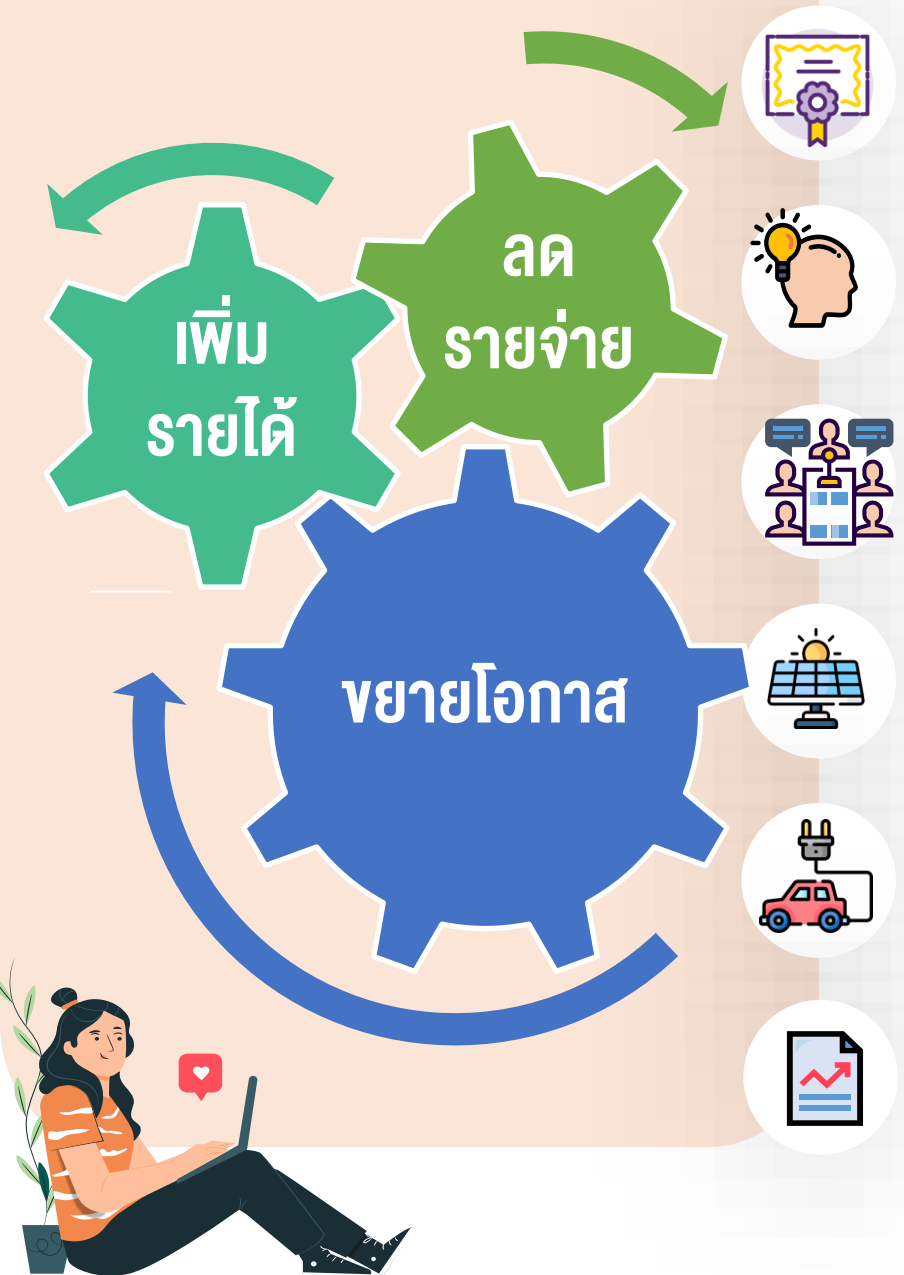 เพิ่ม
รายได้
ลด
รายจ่าย
ขยายโอกาส